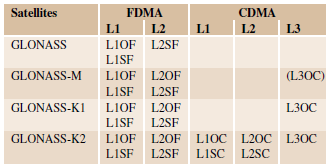 Satellites FDMA CDMA
L1 L2 L1 L2 L3
GLONASS L1OF L2SF
L1SF
GLONASS-M L1OF L2OF (L3OC)
L1SF L2SF
GLONASS-K1 L1OF L2OF L3OC
L1SF L2SF
GLONASS-K2 L1OF L2OF L1OC L2OC L3OC
L1SF L2SF L1SC L2SC